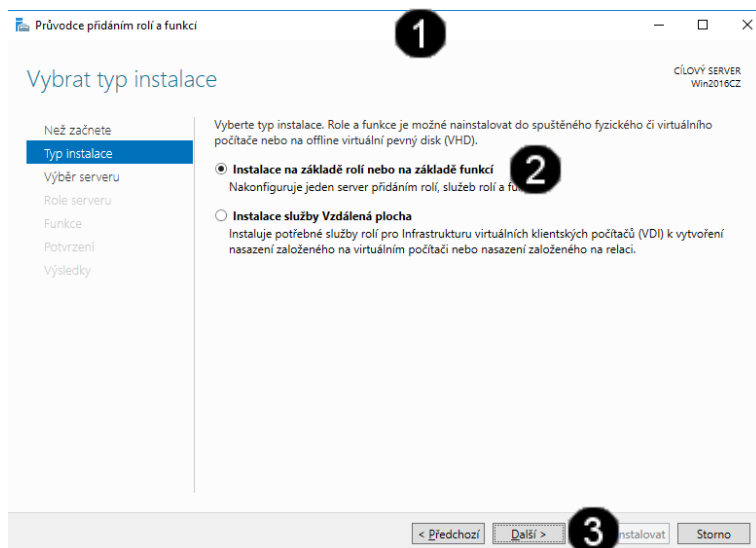 Průvodce přidáním rolí a funkcí
1
Vybrat typ instalace
CÍLOVÝ SERVER
Win2016CZ
Než začnete
Typ instalace
Výběr serveru
Role serveru
Funkce
Potvrzení
Výsledky
Vyberte typ instalace. Role a funkce je možné nainstalovat do spuštěného fyzického či virtuálního
počítače nebo na offline virtuální pevný disk (VHD).
Instalace na základě rolí nebo na základě funkcí
2
Nakonfiguruje jeden server přidáním rolí, služeb rolí a
Instalace služby Vzdálená plocha
Instaluje potřebné služby rolí pro Infrastrukturu virtuálních klientských počítačů (VDI) k vytvoření
nasazení založeného na virtuálním počítači nebo nasazení založeného na relaci.
< Předchozí
Další >
3
Storno